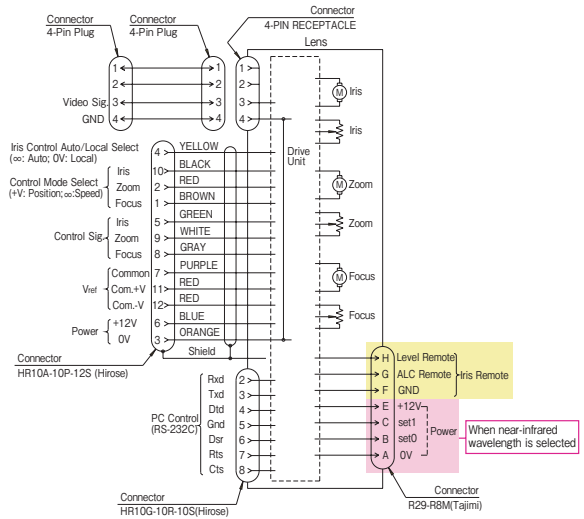 Connector
4-Pin Plug
Connector
4-Pin Plug
Connector
4-PIN RECEPTACLE
Lens
1
1
1
2
2
2
Video Sig. 3
3
3
GND 4
4
4
Drive
Unit
M Iris
Iris
M Zoom
Zoom
M Focus
Focus
Iris Control Auto/Local Select
(∞: Auto; 0V: Local)
4 YELLOW
Control Mode Select
(+V: Position;∞:Speed)
Iris 10 BLACK
Zoom 2 RED
Focus 1 BROWN
Control Sig.
Iris 5 GREEN
Zoom 9 WHITE
Focus 8 GRAY
Vref
Common 7 PURPLE
Com.+V 11 RED
Com.-V 12 RED
Power
+12V 6 BLUE
0V 3 ORANGE
Shield
Connector
HR10A-10P-12S (Hirose)
PC Control
(RS-232C)
Rxd 2
Txd 3
Dtd 4
Gnd 5
Dsr 6
Rts 7
Cts 8
Connector
HR10G-10R-10S(Hirose)
H Level Remote
G ALC Remote
F GND
Iris Remote
E +12V
C set1
B set0
A 0V
Power
When near-infrared
wavelength is selected
Connector
R29-R8M(Tajimi)